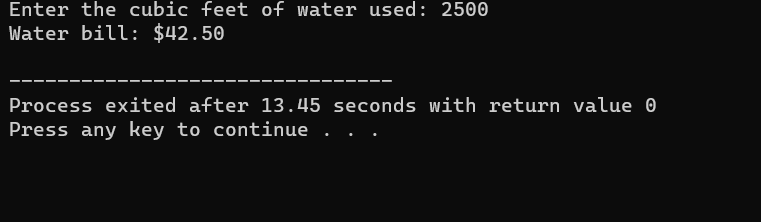 Enter the cubic feet of water used: 2500
Water bill: $42.50
--------------------------------
Process exited after 13.45 seconds with return value 0
Press any key to continue . . .